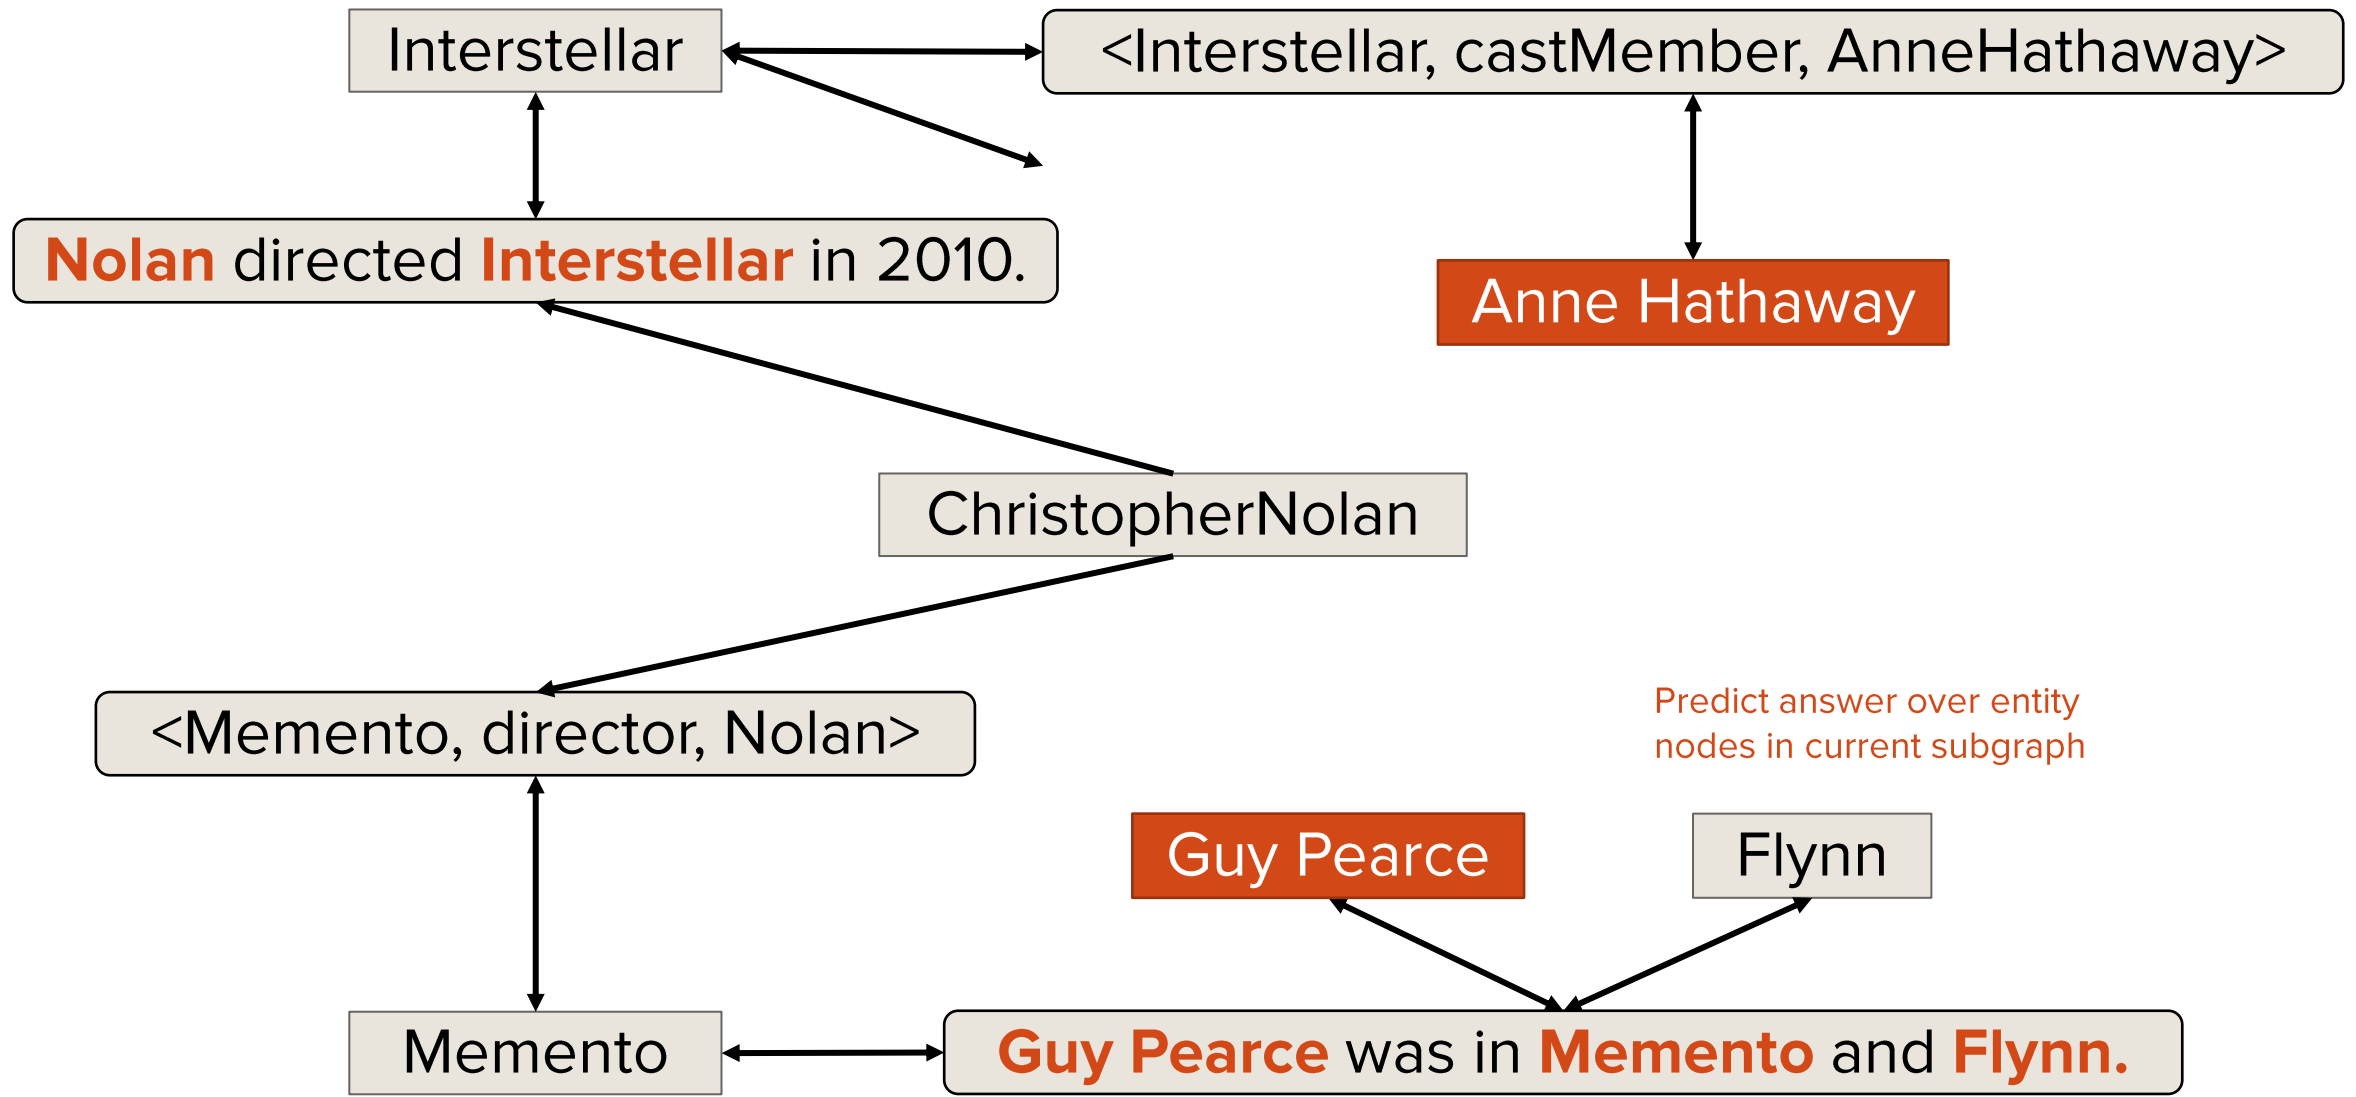 Interstellar
<Interstellar, castMember, AnneHathaway>
Nolan directed Interstellar in 2010.
Anne Hathaway
ChristopherNolan
<Memento, director, Nolan>
Predict answer over entity
nodes in current subgraph
Guy Pearce
Flynn
Memento
Guy Pearce was in Memento and Flynn.